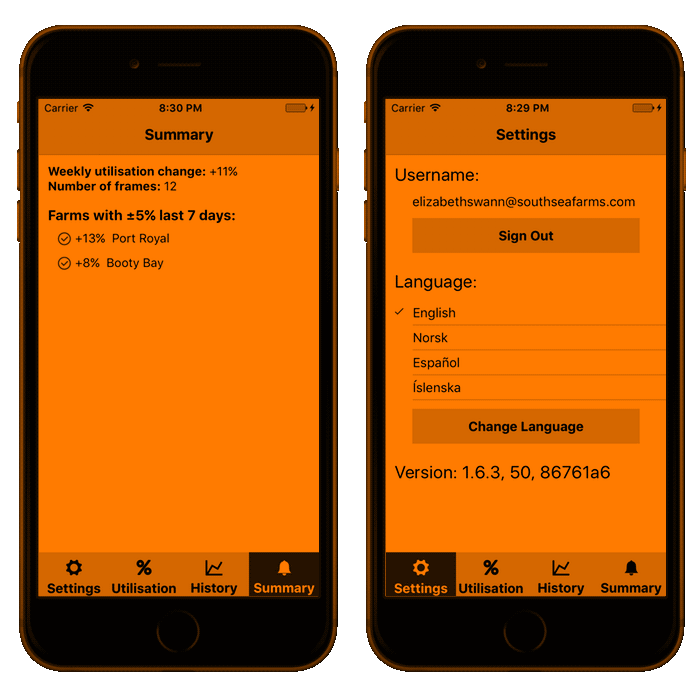 Carrier 8:30 PM
Summary
Weekly utilisation change: +11%
Number of frames: 12
Farms with ±5% last 7 days:
+13% Port Royal
+8% Booty Bay
Settings Utilisation History Summary
Carrier 8:29 PM
Settings
Username:
elizabethswann@southseafarms.com
Sign Out
Language:
English
Norsk
Español
Íslenska
Change Language
Version: 1.6.3, 50, 86761a6
Settings Utilisation History Summary